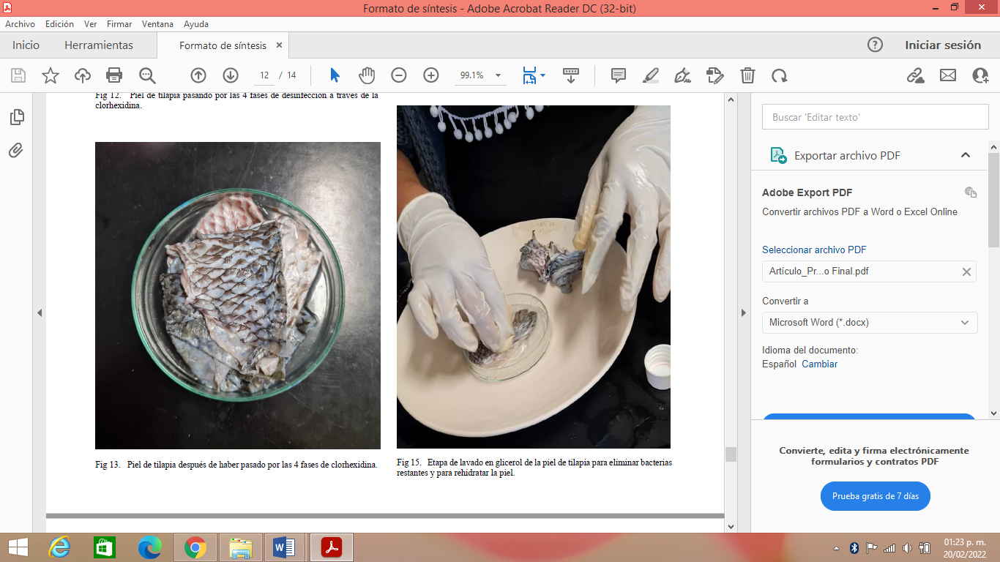 Formato de síntesis - Adobe Acrobat Reader DC (32-bit)
Archivo Edición Ver Firmar Ventana Ayuda
Inicio Herramientas Formato de síntesis × Iniciar sesión
12 / 14 99.1%
Fig 12. Piel de tilapia pasando por las 4 fases de desinfección a través de la
clorhexidina.
Fig 13. Piel de tilapia después de haber pasado por las 4 fases de clorhexidina.
Fig 15. Etapa de lavado en glicerol de la piel de tilapia para eliminar bacterias
restantes y para rehidratar la piel.
Buscar 'Editar texto'
Exportar archivo PDF
Adobe Export PDF
Convertir archivos PDF a Word o Excel Online
Seleccionar archivo PDF
Artículo_Pr...o Final.pdf
Convertir a
Microsoft Word (*.docx)
Idioma del documento:
Español Cambiar
Convierte, edita y firma electrónicamente
formularios y contratos PDF
Prueba gratis de 7 días
01:23 p. m.
20/02/2022